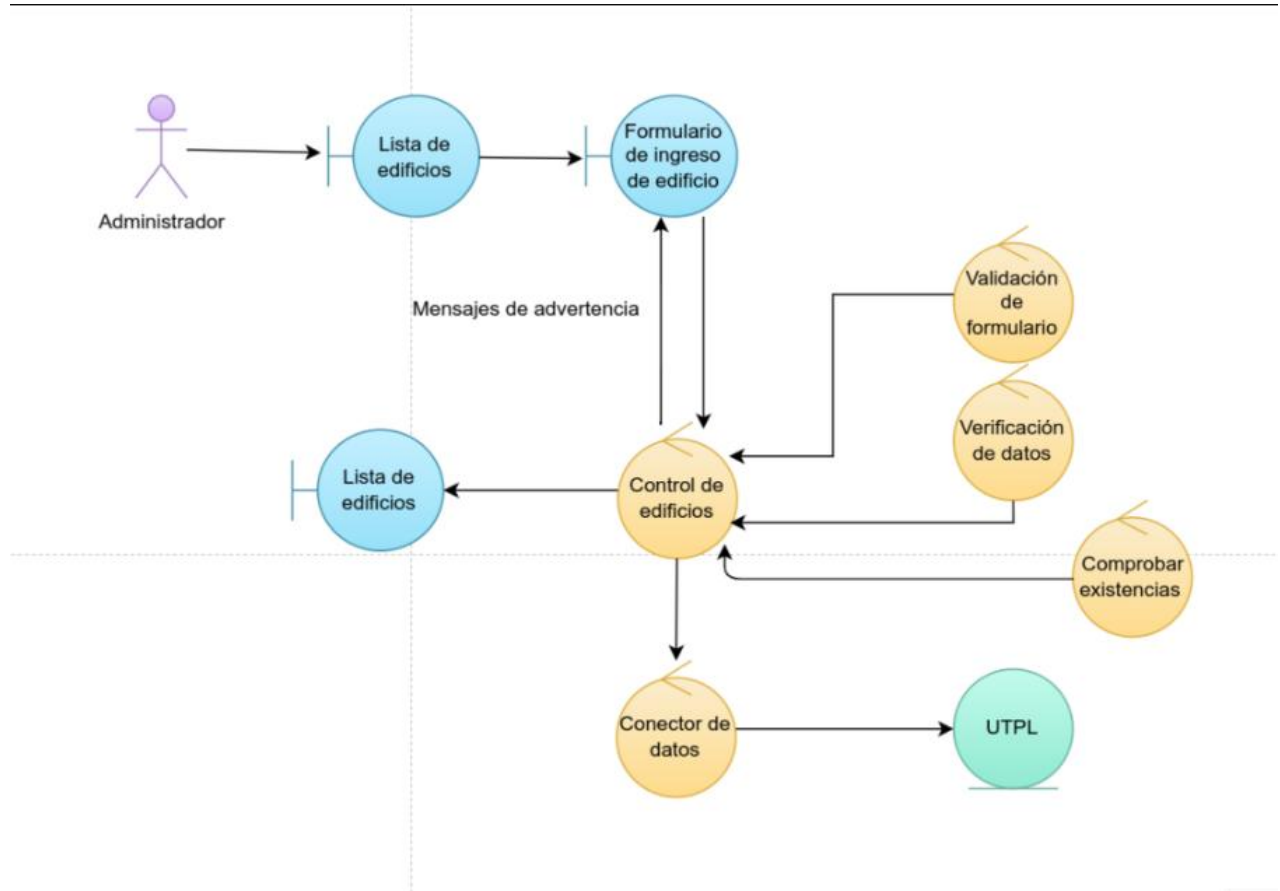 Lista de
edificios
Formulario
de ingreso
de edificio
Administrador
Validación
de
formulario
Mensajes de advertencia
Verificación
de datos
Lista de
edificios
Control de
edificios
Comprobar
existencias
Conector de
datos
UTPL